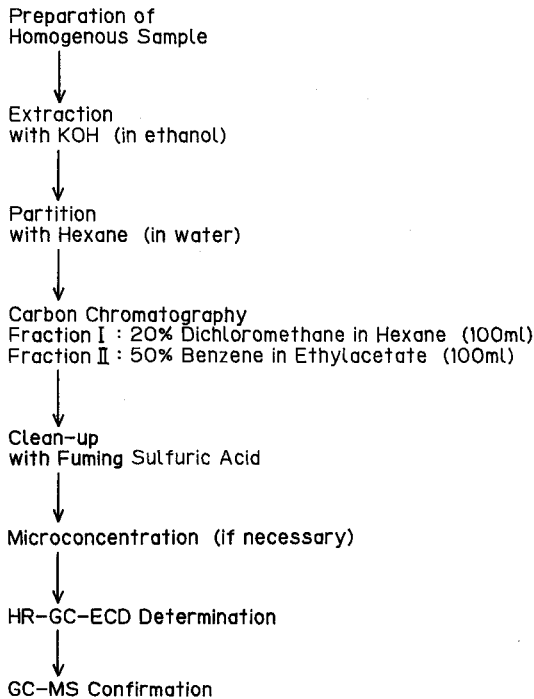 Preparation of
Homogenous Sample
Extraction
with KOH (in ethanol)
Partition
with Hexane (in water)
Carbon Chromatography
Fraction I : 20% Dichloromethane in Hexane (100ml)
Fraction II : 50% Benzene in Ethylacetate (100ml)
Clean-up
with Fuming Sulfuric Acid
Microconcentration (if necessary)
HR-GC-ECD Determination
GC-MS Confirmation